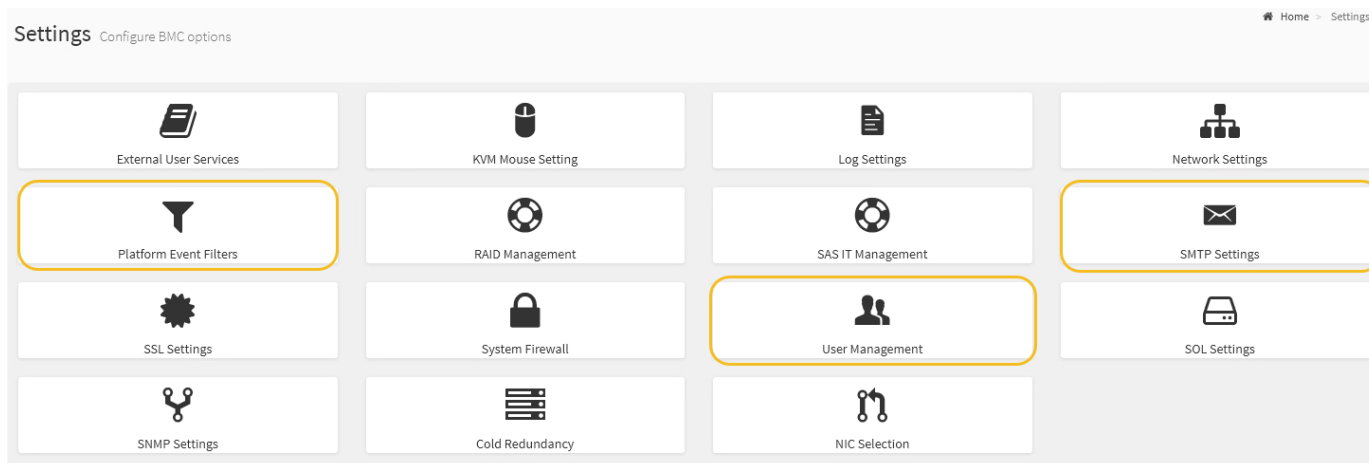 Home > Settings
Settings Configure BMC options
External User Services
KVM Mouse Setting
Log Settings
Network Settings
Platform Event Filters
RAID Management
SAS IT Management
SMTP Settings
SSL Settings
System Firewall
User Management
SOL Settings
SNMP Settings
Cold Redundancy
NIC Selection